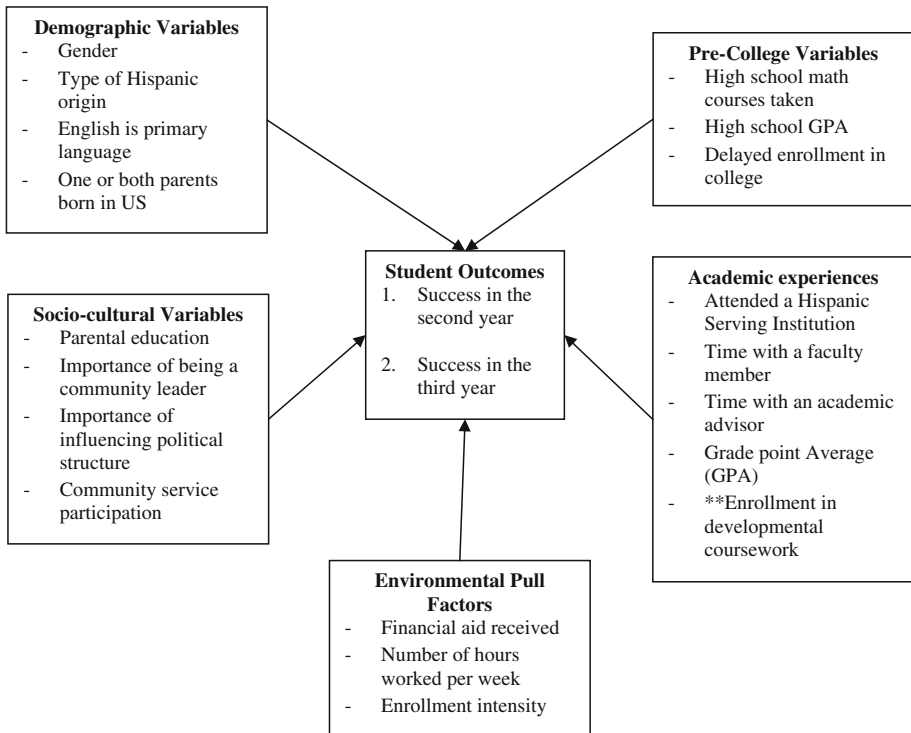 Demographic Variables
- Gender
- Type of Hispanic
origin
- English is primary
language
- One or both parents
born in US
Pre-College Variables
- High school math
courses taken
- High school GPA
- Delayed enrollment in
college
Student Outcomes
1. Success in the
second year
2. Success in the
third year
Socio-cultural Variables
- Parental education
- Importance of being a
community leader
- Importance of
influencing political
structure
- Community service
participation
Academic experiences
- Attended a Hispanic
Serving Institution
- Time with a faculty
member
- Time with an academic
advisor
- Grade point Average
(GPA)
- **Enrollment in
developmental
coursework
Environmental Pull
Factors
- Financial aid received
- Number of hours
worked per week
- Enrollment intensity